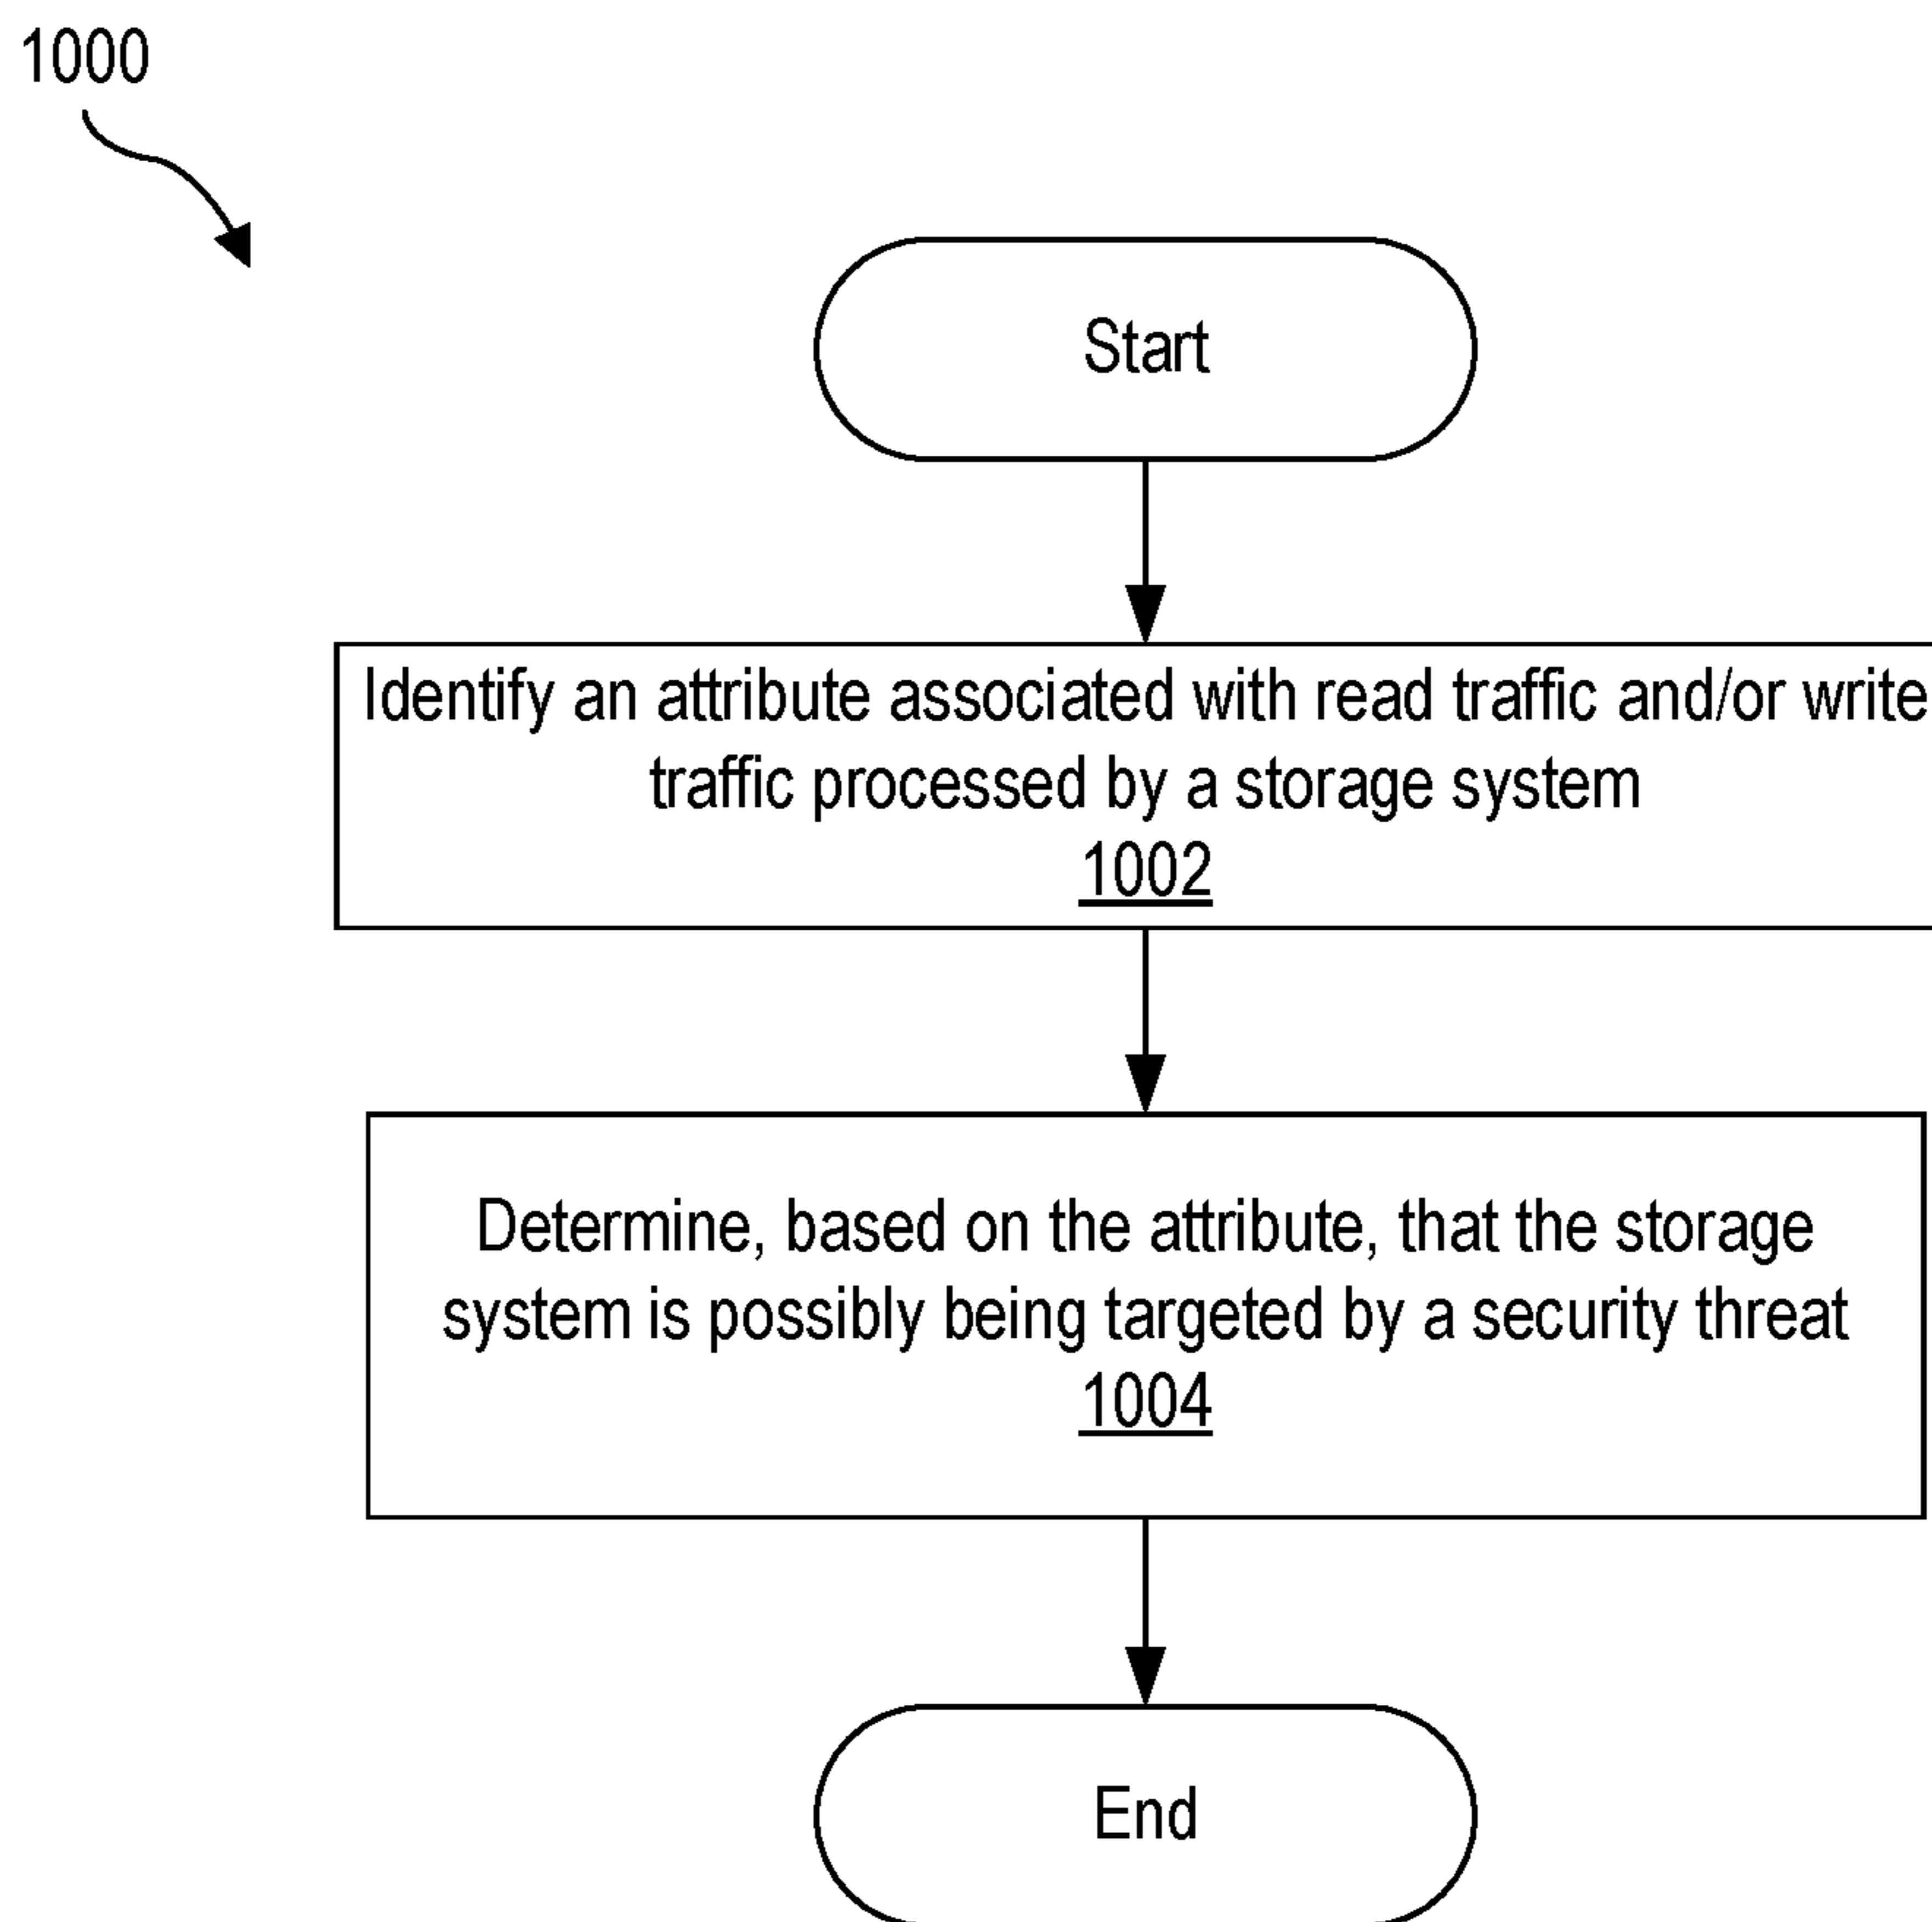 1000
Start
Identify an attribute associated with read traffic and/or write
traffic processed by a storage system
1002
Determine, based on the attribute, that the storage
system is possibly being targeted by a security threat
1004
End